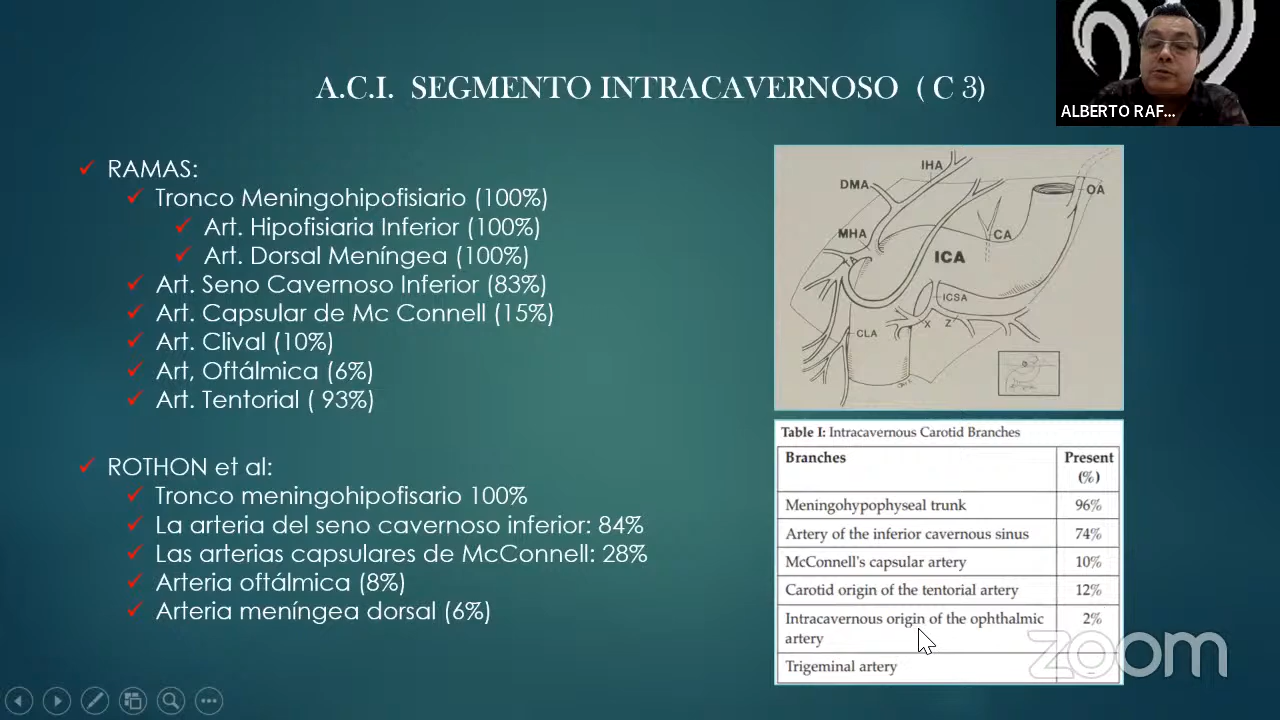 A.C.I. SEGMENTO INTRACAVERNOSO ( C 3)
ALBERTO RAF...
RAMAS:
Tronco Meningohipofisiario (100%)
Art. Hipofisiaria Inferior (100%)
Art. Dorsal Meníngea (100%)
Art. Seno Cavernoso Inferior (83%)
Art. Capsular de Mc Connell (15%)
Art. Clival (10%)
Art, Oftálmica (6%)
Art. Tentorial ( 93%)
ROTHON et al:
Tronco meningohipofisario 100%
La arteria del seno cavernoso inferior: 84%
Las arterias capsulares de McConnell: 28%
Arteria oftálmica (8%)
Arteria meníngea dorsal (6%)
IHA
DMA
OA
MHA
CA
ICA
ICSA
X Z
CLA
Table I: Intracavernous Carotid Branches
Branches Present (%)
Meningohypophyseal trunk 96%
Artery of the inferior cavernous sinus 74%
McConnell's capsular artery 10%
Carotid origin of the tentorial artery 12%
Intracavernous origin of the ophthalmic 2%
artery
Trigeminal artery
zoom